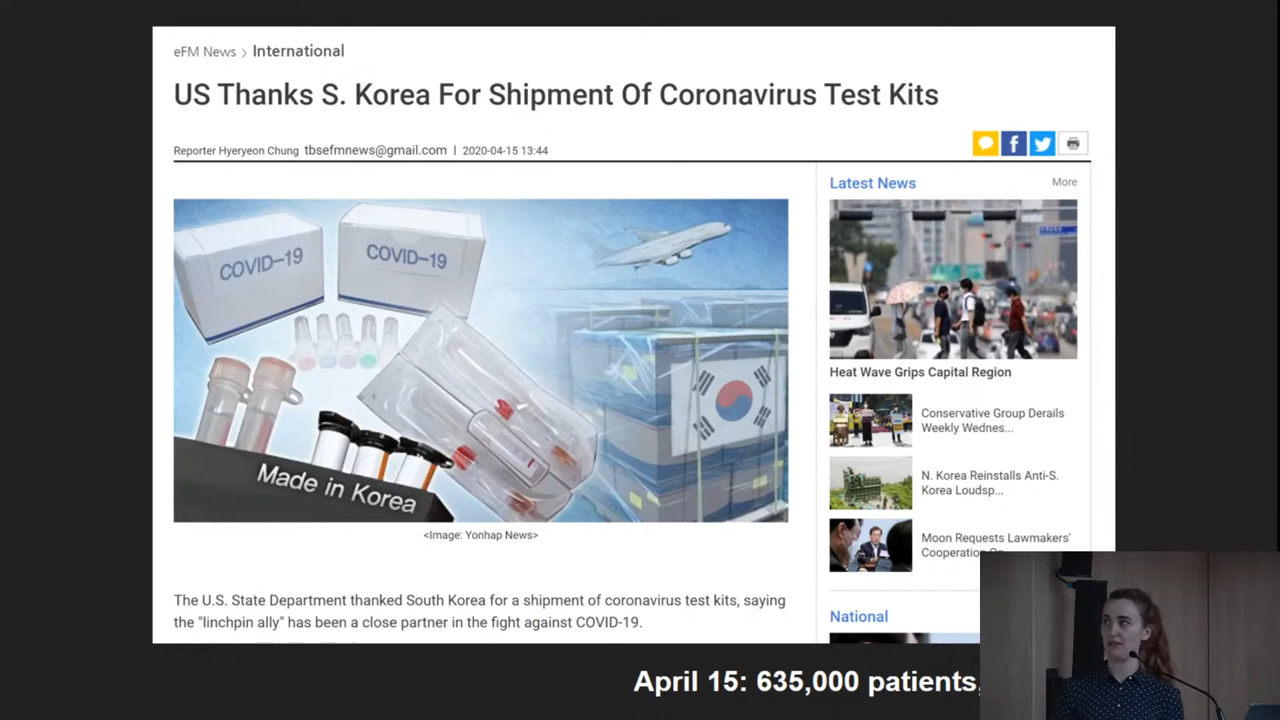 eFM News › International
US Thanks S. Korea For Shipment Of Coronavirus Test Kits
Reporter Hyeryeon Chung tbsefmnews@gmail.com | 2020-04-15 13:44
COVID-19
COVID-19
Made in Korea
<Image: Yonhap News>
The U.S. State Department thanked South Korea for a shipment of coronavirus test kits, saying
the "linchpin ally" has been a close partner in the fight against COVID-19.
Latest News
More
Heat Wave Grips Capital Region
Conservative Group Derails
Weekly Wednes...
N. Korea Reinstalls Anti-S.
Korea Loudsp...
Moon Requests Lawmakers'
Cooperation
National
April 15: 635,000 patients,